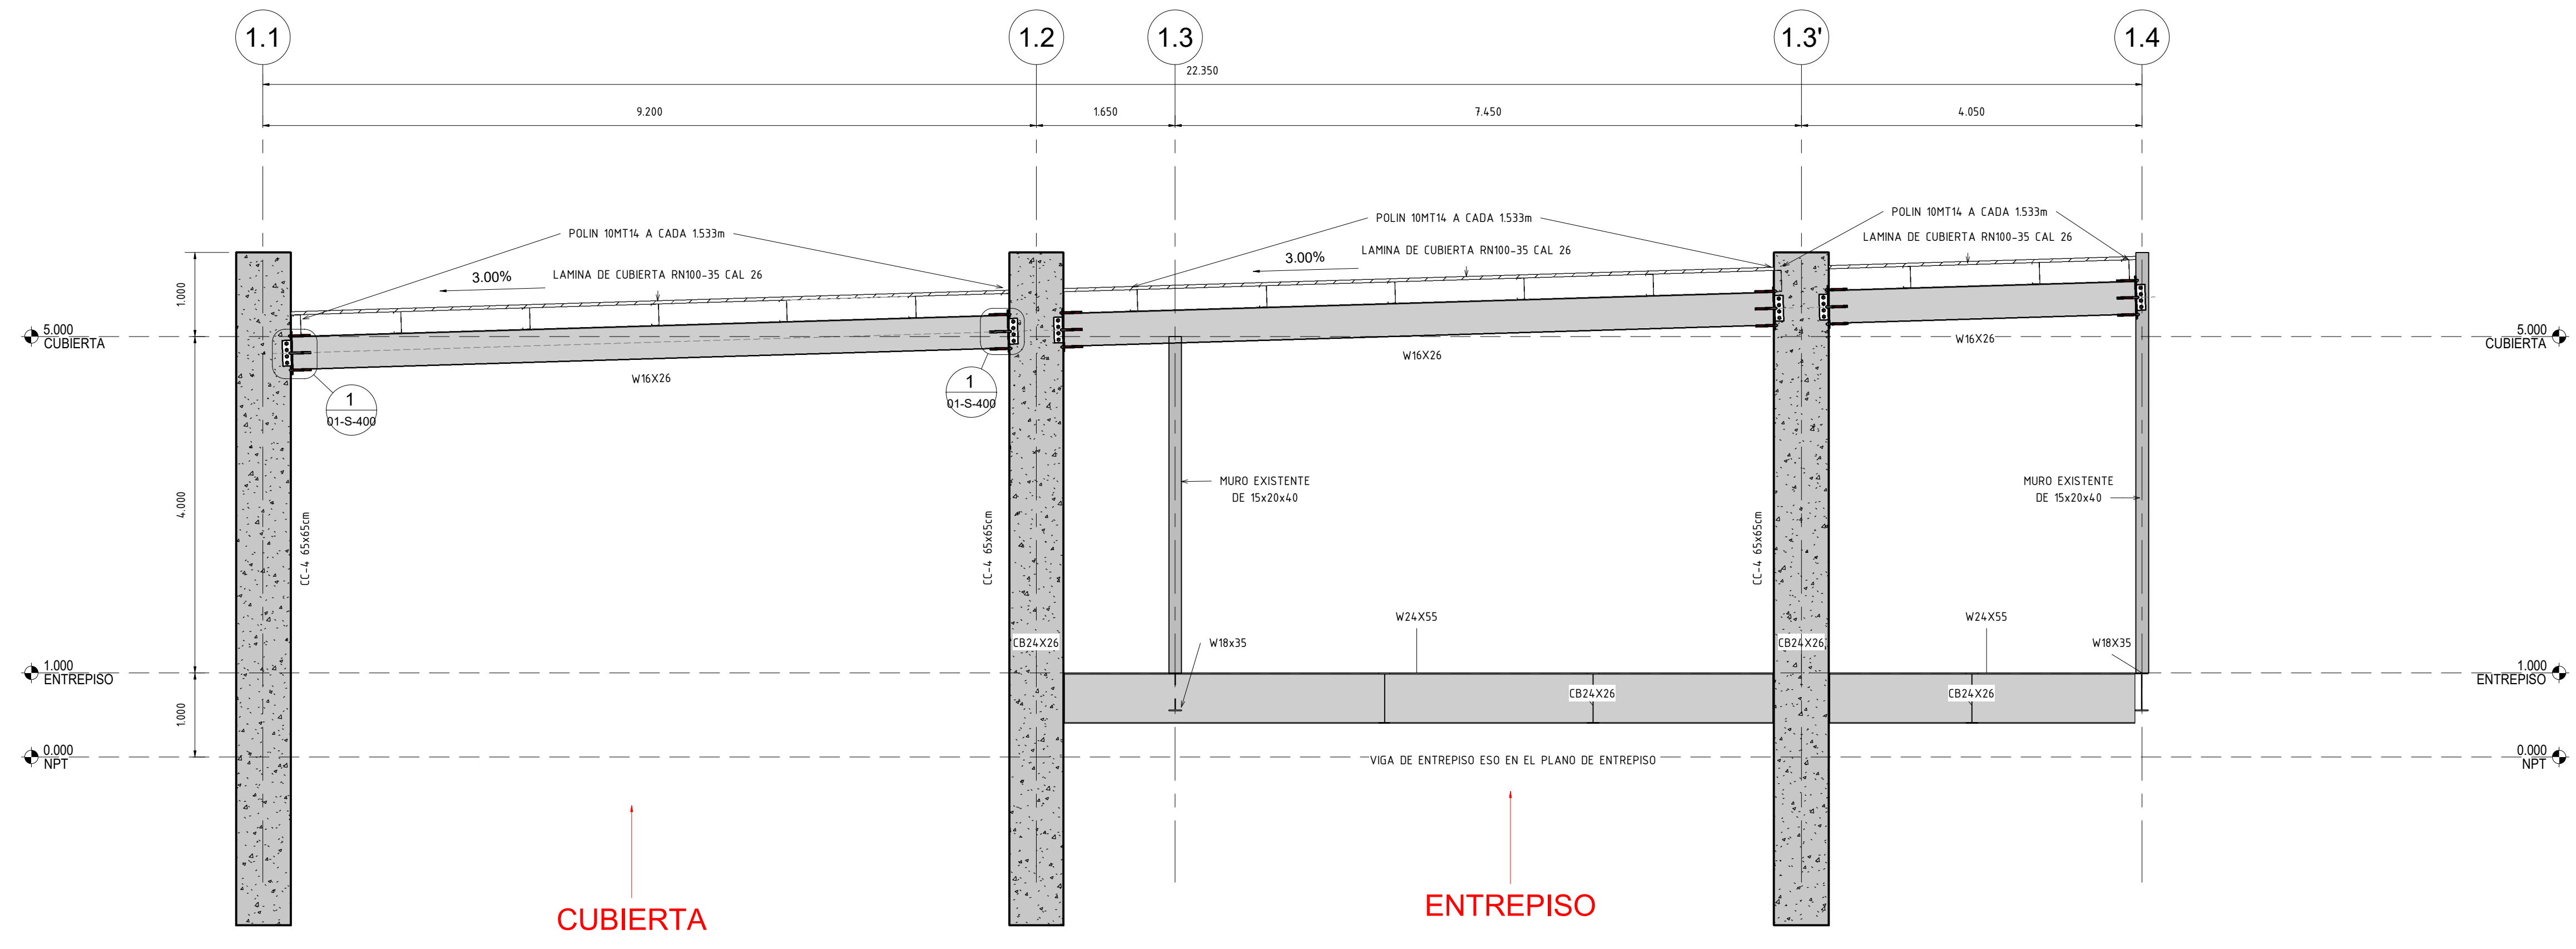 1.1
1.2
1.3
1.3'
1.4
22.350
9.200
1.650
7.450
4.050
POLIN 10MT14 A CADA 1.533m
3.00%
LAMINA DE CUBIERTA RN100-35 CAL 26
POLIN 10MT14 A CADA 1.533m
3.00%
LAMINA DE CUBIERTA RN100-35 CAL 26
POLIN 10MT14 A CADA 1.533m
LAMINA DE CUBIERTA RN100-35 CAL 26
1.000
5.000
CUBIERTA
5.000
CUBIERTA
W16X26
W16X26
W16X26
1
01-S-400
1
01-S-400
4.000
CC-4 65x65cm
CC-4 65x65cm
MURO EXISTENTE
DE 15x20x40
CC-4 65x65cm
MURO EXISTENTE
DE 15x20x40
W24X55
W24X55
CB24X26
W18x35
CB24X26
W18X35
1.000
ENTREPISO
1.000
ENTREPISO
CB24X26
CB24X26
1.000
0.000
NPT
VIGA DE ENTREPISO ESO EN EL PLANO DE ENTREPISO
0.000
NPT
CUBIERTA
ENTREPISO